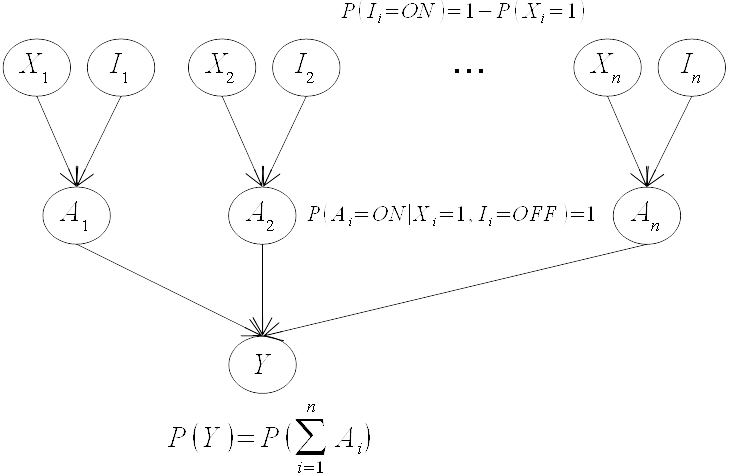 P(I_i=ON)=1−P(X_i=1)
X_1 I_1 X_2 I_2 ... X_n I_n
A_1 A_2 P(A_i=ON|X_i=1, I_i=OFF)=1 A_n
Y
P(Y)=P(∑_{i=1}^{n} A_i)